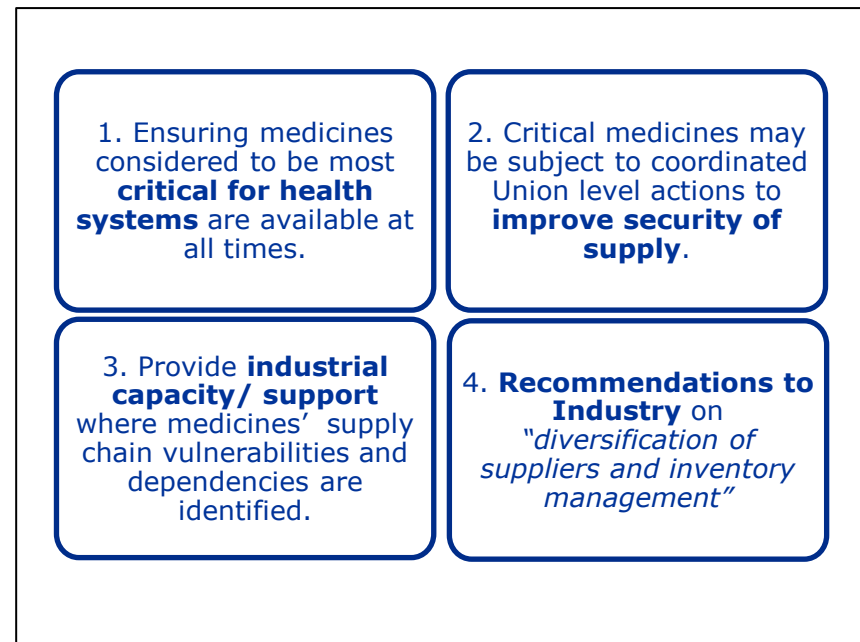 1. Ensuring medicines
considered to be most
critical for health
systems are available at
all times.
2. Critical medicines may
be subject to coordinated
Union level actions to
improve security of
supply.
3. Provide industrial
capacity/ support
where medicines’ supply
chain vulnerabilities and
dependencies are
identified.
4. Recommendations to
Industry on
“diversification of
suppliers and inventory
management”